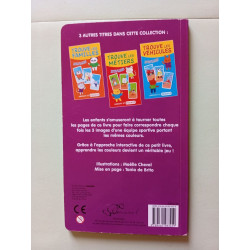 3 AUTRES TITRES DANS CETTE COLLECTION :
TROUVE LES FAMILLES
TROUVE LES MÉTIERS
TROUVE LES VÉHICULES
Les enfants s'amuseront à tourner toutes
les pages de ce livre pour faire correspondre chaque
fois les 3 images d'une équipe sportive portant
les mêmes couleurs.
Grâce à l'approche interactive de ce petit livre,
apprendre les couleurs devient un véritable jeu !
Illustrations : Maëlle Cheval
Mise en page : Tania de Brito
CE